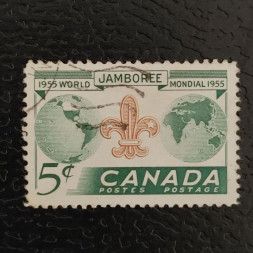 JAMBOREE
1955 WORLD MONDIAL 1955
5¢ CANADA
POSTES POSTAGE